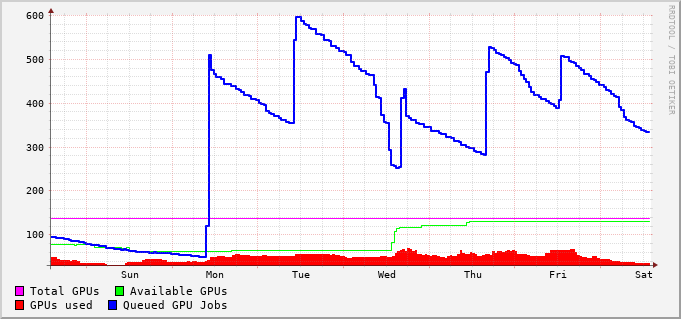 600
500
400
300
200
100
Sun Mon Tue Wed Thu Fri Sat
Total GPUs Available GPUs
GPUs used Queued GPU Jobs
RRDTOOL / TOBI OETIKER